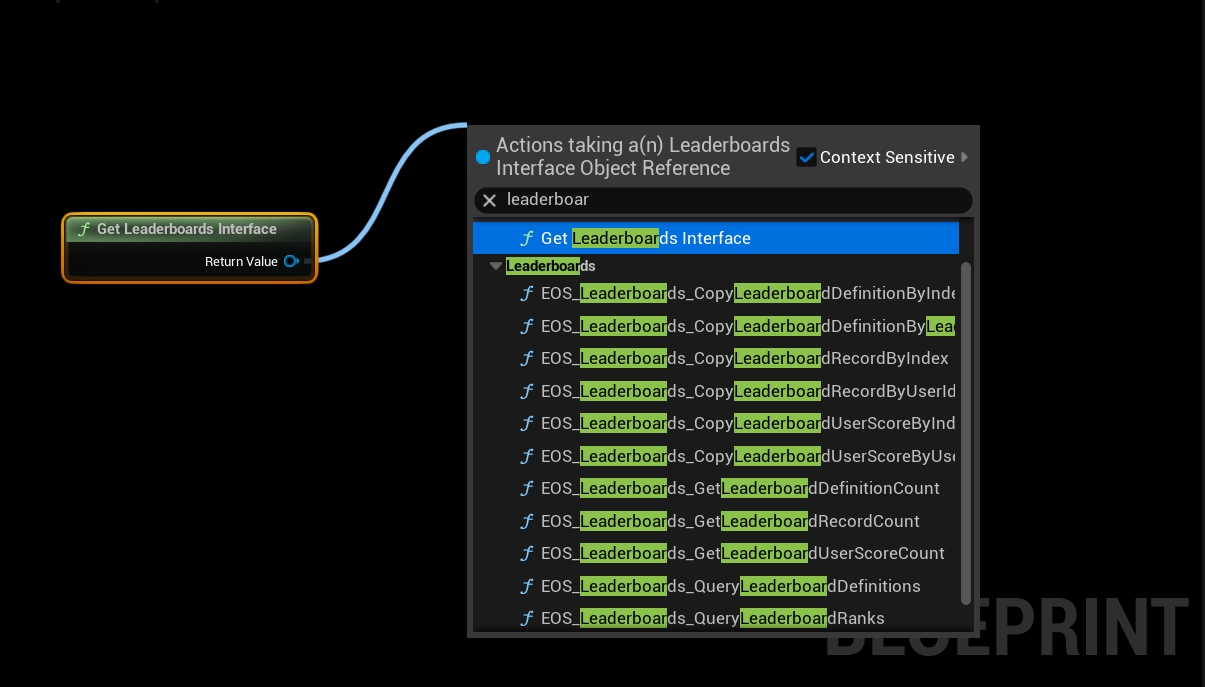 Actions taking a(n) Leaderboards
Interface Object Reference
Context Sensitive
leaderboar
Get Leaderboards Interface
Return Value
Get Leaderboards Interface
Leaderboards
EOS_Leaderboards_CopyLeaderboardDefinitionByInde
EOS_Leaderboards_CopyLeaderboardDefinitionByLead
EOS_Leaderboards_CopyLeaderboardRecordByIndex
EOS_Leaderboards_CopyLeaderboardRecordByUserId
EOS_Leaderboards_CopyLeaderboardUserScoreByInd
EOS_Leaderboards_CopyLeaderboardUserScoreByUse
EOS_Leaderboards_GetLeaderboardDefinitionCount
EOS_Leaderboards_GetLeaderboardRecordCount
EOS_Leaderboards_GetLeaderboardUserScoreCount
EOS_Leaderboards_QueryLeaderboardDefinitions
EOS_Leaderboards_QueryLeaderboardRanks
BLUEPRINT